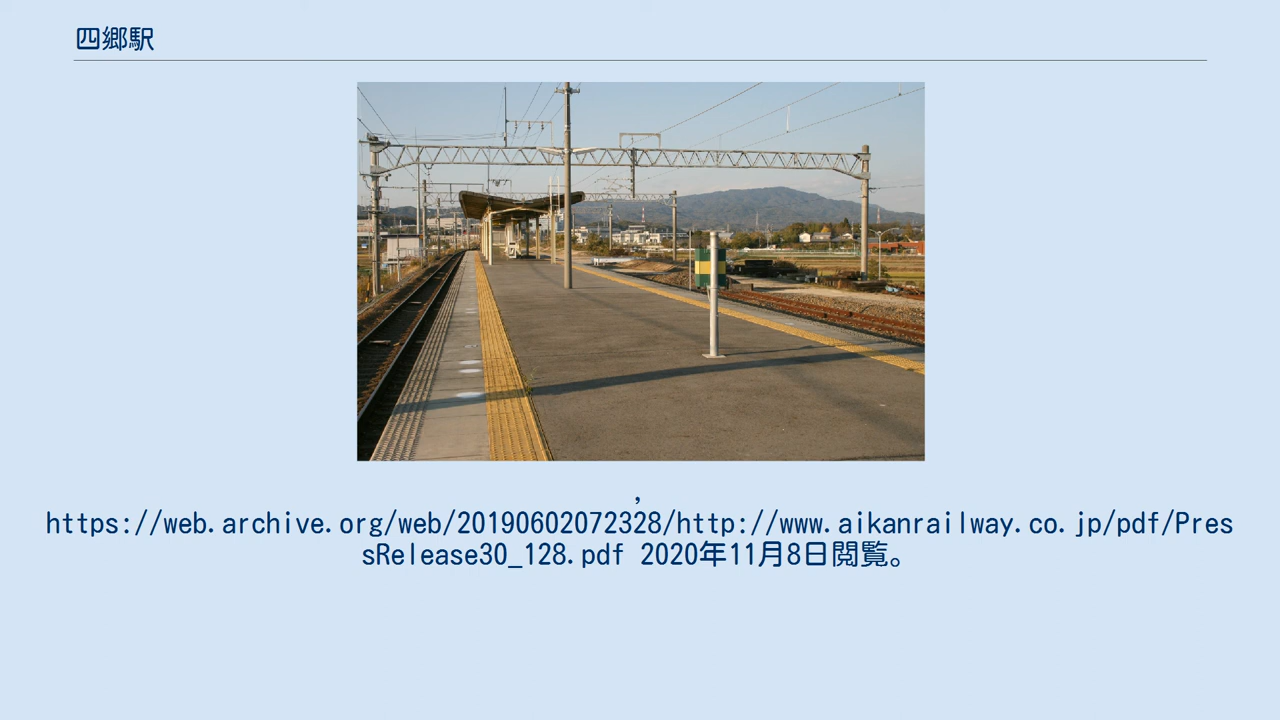 四郷駅
,
https://web.archive.org/web/20190602072328/http://www.aikanrailway.co.jp/pdf/Pres
sRelease30_128.pdf 2020年11月8日閲覧。